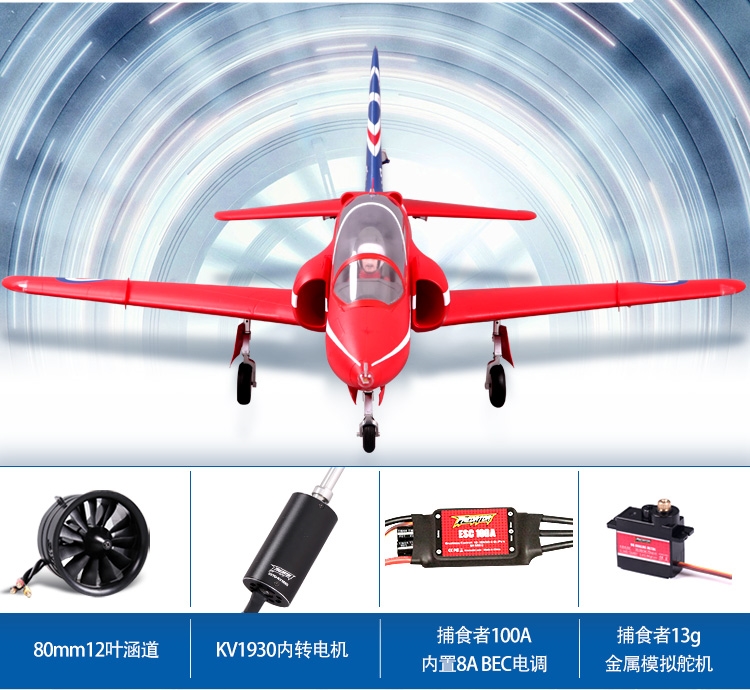 PREDATOR
ESC 100A
80mm12叶涵道
KV1930内转电机
捕食者100A
内置8A BEC电调
捕食者13g
金属模拟舵机